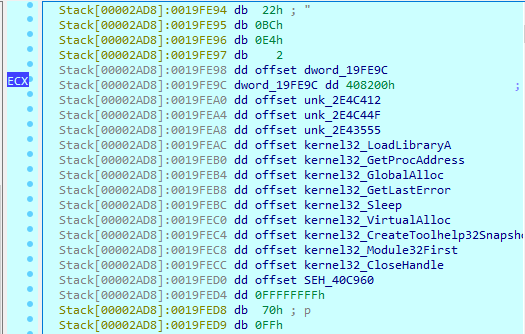 Stack[00002AD8]:0019FE94 db  22h ; "
Stack[00002AD8]:0019FE95 db 0BCh
Stack[00002AD8]:0019FE96 db 0E4h
Stack[00002AD8]:0019FE97 db    2
ECX Stack[00002AD8]:0019FE98 dd offset dword_19FE9C
Stack[00002AD8]:0019FE9C dword_19FE9C dd 408200h ;
Stack[00002AD8]:0019FEA0 dd offset unk_2E4C412
Stack[00002AD8]:0019FEA4 dd offset unk_2E4C44F
Stack[00002AD8]:0019FEA8 dd offset unk_2E43555
Stack[00002AD8]:0019FEAC dd offset kernel32_LoadLibraryA
Stack[00002AD8]:0019FEB0 dd offset kernel32_GetProcAddress
Stack[00002AD8]:0019FEB4 dd offset kernel32_GlobalAlloc
Stack[00002AD8]:0019FEB8 dd offset kernel32_GetLastError
Stack[00002AD8]:0019FEBC dd offset kernel32_Sleep
Stack[00002AD8]:0019FEC0 dd offset kernel32_VirtualAlloc
Stack[00002AD8]:0019FEC4 dd offset kernel32_CreateToolhelp32Snapsh
Stack[00002AD8]:0019FEC8 dd offset kernel32_Module32First
Stack[00002AD8]:0019FECC dd offset kernel32_CloseHandle
Stack[00002AD8]:0019FED0 dd offset SEH_40C960
Stack[00002AD8]:0019FED4 dd 0FFFFFFFFh
Stack[00002AD8]:0019FED8 db  70h ; p
Stack[00002AD8]:0019FED9 db 0FFh